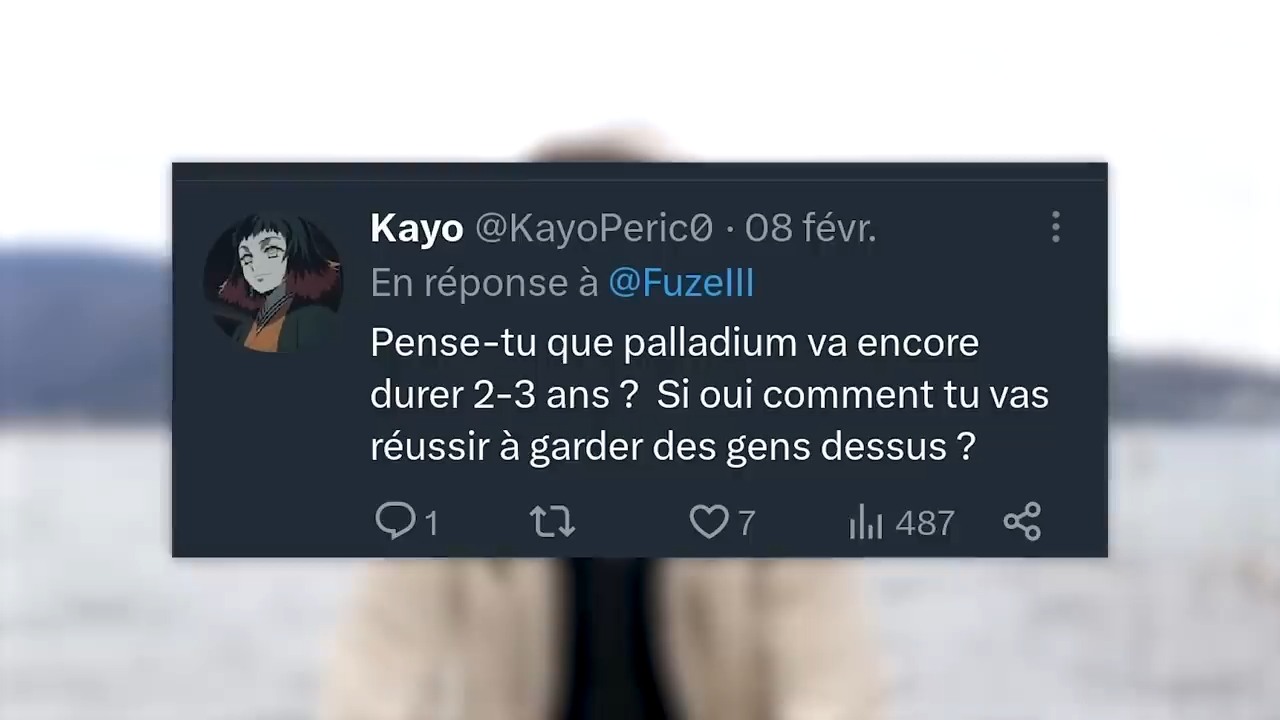 Kayo @KayoPeric0 · 08 févr.
En réponse à @Fuzelll
Pense-tu que palladium va encore
durer 2-3 ans ?  Si oui comment tu vas
réussir à garder des gens dessus ?
1 7 487